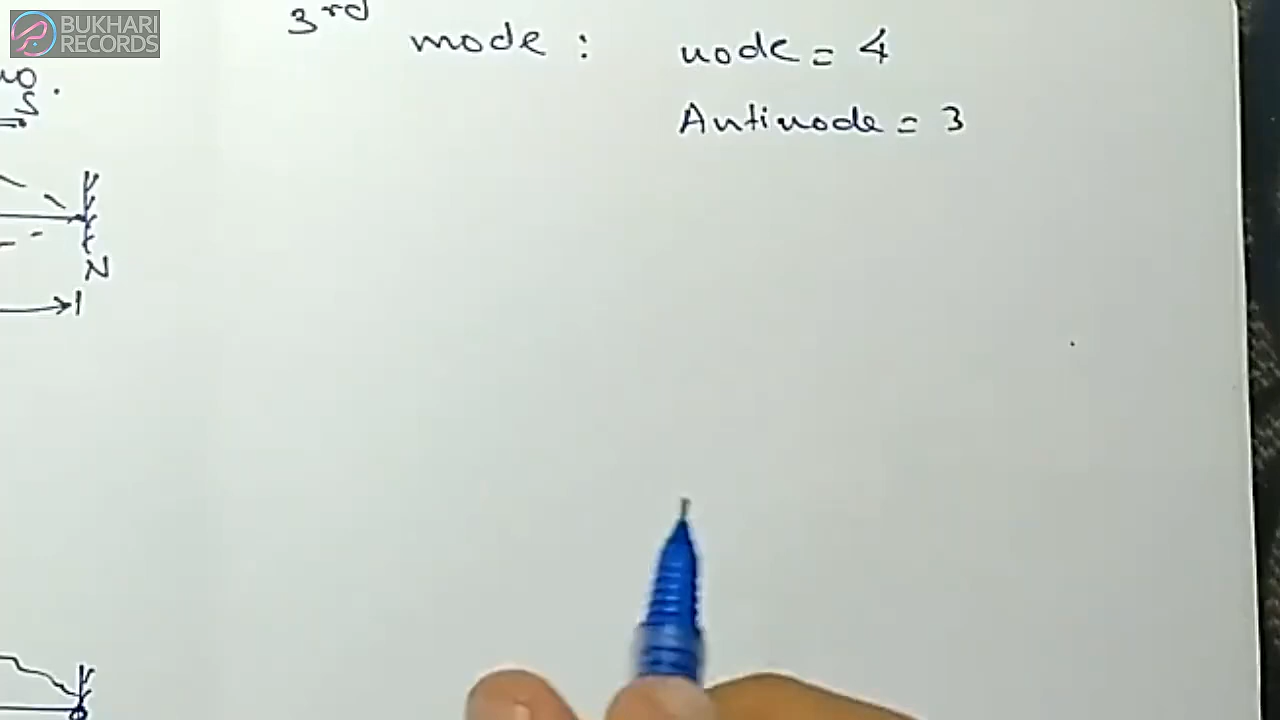 BUKHARI
RECORDS
3rd
mode : node = 4
Antinode = 3
N